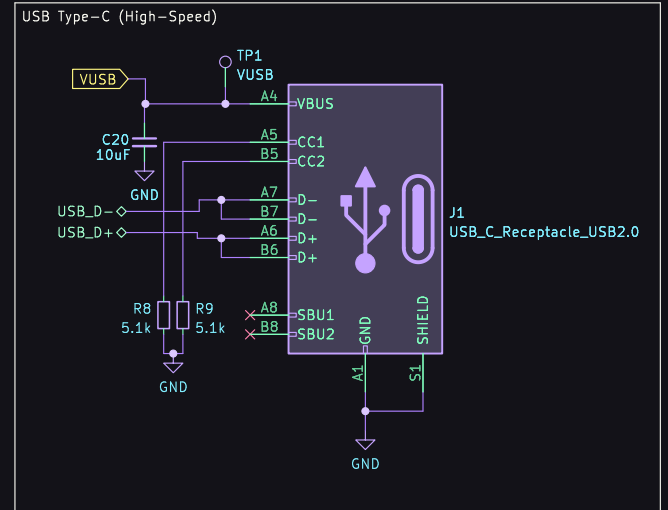 USB Type-C (High-Speed)
TP1
VUSB
VUSB
A4
VBUS
C20
10uF
GND
A5
CC1
B5
CC2
A7
D-
B7
D-
USB_D-
A6
D+
USB_D+
B6
D+
J1
USB_C_Receptacle_USB2.0
R8
5.1k
R9
5.1k
GND
A8
SBU1
B8
SBU2
GND
SHIELD
A1
S1
GND